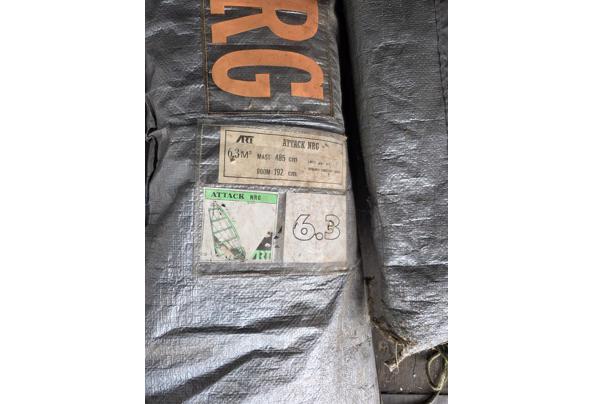 RG
ART
ATTACK NRG
6,3M² MAST 485 cm
BOOM 192 cm
ATTACK NRG
6.3